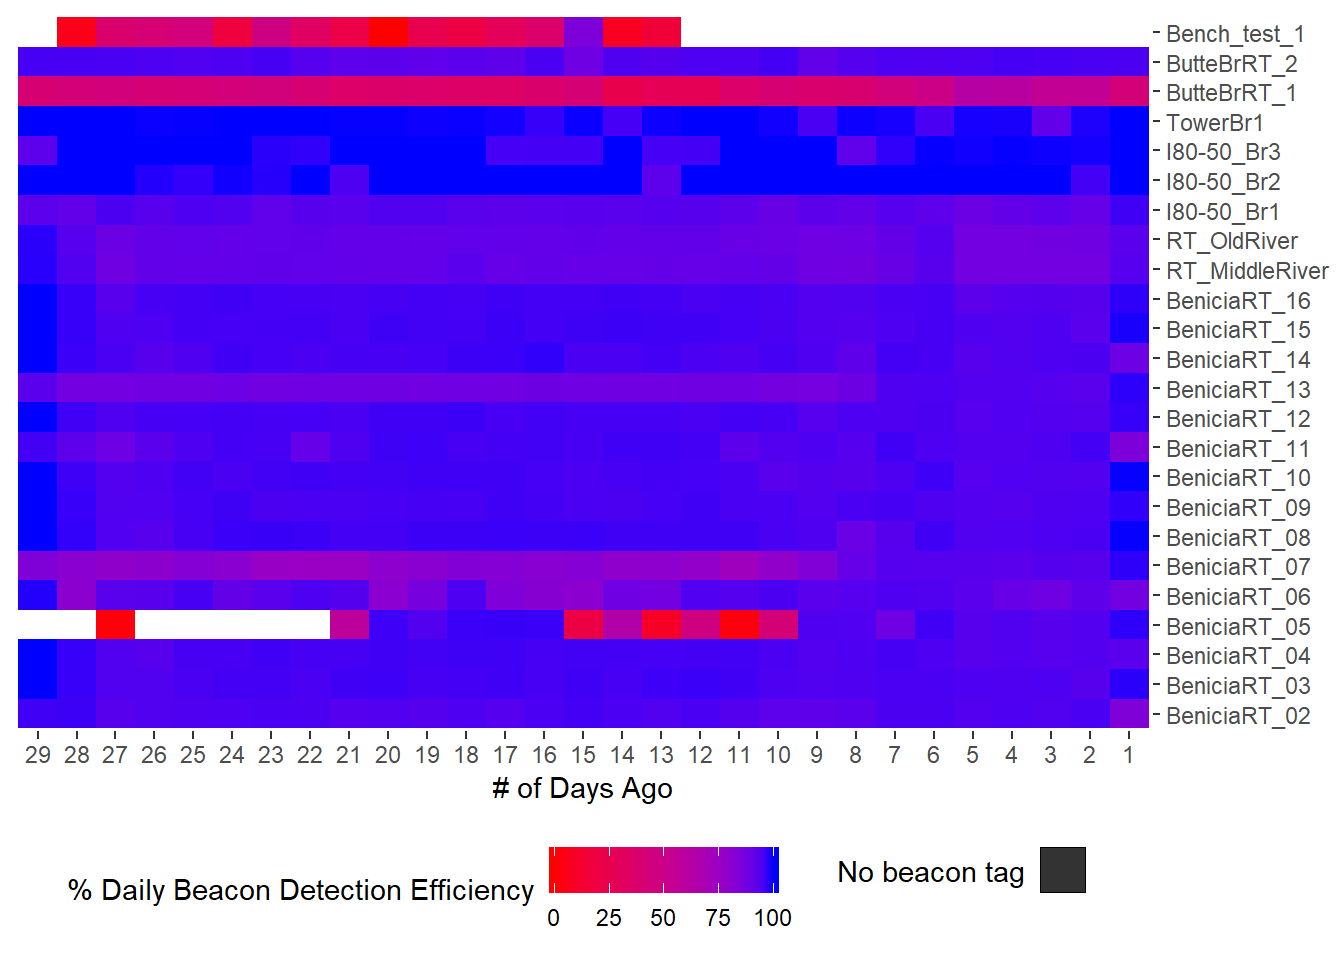 Bench_test_1
ButteBrRT_2
ButteBrRT_1
TowerBr1
I80-50_Br3
I80-50_Br2
I80-50_Br1
RT_OldRiver
RT_MiddleRiver
BeniciaRT_16
BeniciaRT_15
BeniciaRT_14
BeniciaRT_13
BeniciaRT_12
BeniciaRT_11
BeniciaRT_10
BeniciaRT_09
BeniciaRT_08
BeniciaRT_07
BeniciaRT_06
BeniciaRT_05
BeniciaRT_04
BeniciaRT_03
BeniciaRT_02
29 28 27 26 25 24 23 22 21 20 19 18 17 16 15 14 13 12 11 10 9 8 7 6 5 4 3 2 1
# of Days Ago
% Daily Beacon Detection Efficiency
0 25 50 75 100
No beacon tag